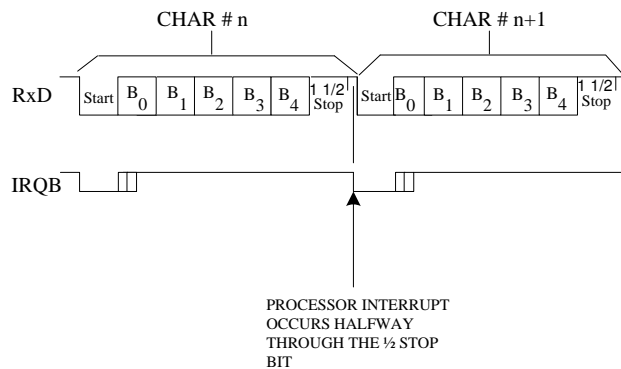 CHAR # n
CHAR # n+1
RxD
Start
B0
B1
B2
B3
B4
1 1/2
Stop
Start
B0
B1
B2
B3
B4
1 1/2
Stop
IRQB
PROCESSOR INTERRUPT
OCCURS HALFWAY
THROUGH THE ½ STOP
BIT